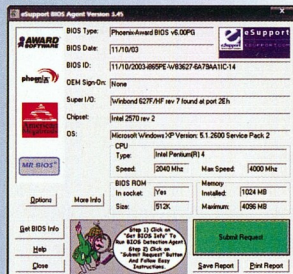 eSupport BIOS Agent Version 3.45
AWARD
SOFTWARE
phoenix
MR BIOS
BIOS Type: Phoenix-Award BIOS v6.00PG
eSupport
BIOS Date: 11/10/03
BIOS ID: 11/10/2003-i865PE-W83627-6A79AA1IC-14
OEM Sign-On: None
Super I/O: Winbond 627F/HF rev 7 found at port 2Eh
Chipset: Intel 2570 rev 2
OS: Microsoft Windows XP Version: 5.1.2600 Service Pack 2
CPU
Type: Intel Pentium(R) 4
Speed: 2040 Mhz Max Speed: 4000 Mhz
BIOS ROM
In socket: Yes
Size: 512K
Memory
Installed: 1024 MB
Maximum: 4096 MB
Options
More Info
Get BIOS Info
Help
Close
Step 1) Click on
"Get BIOS Info" To
Run BIOS Detection Agent
Step 2) Click on
"Submit Request" Button
And Follow Easy
Instructions.
Submit Request
Save Report
Print Report